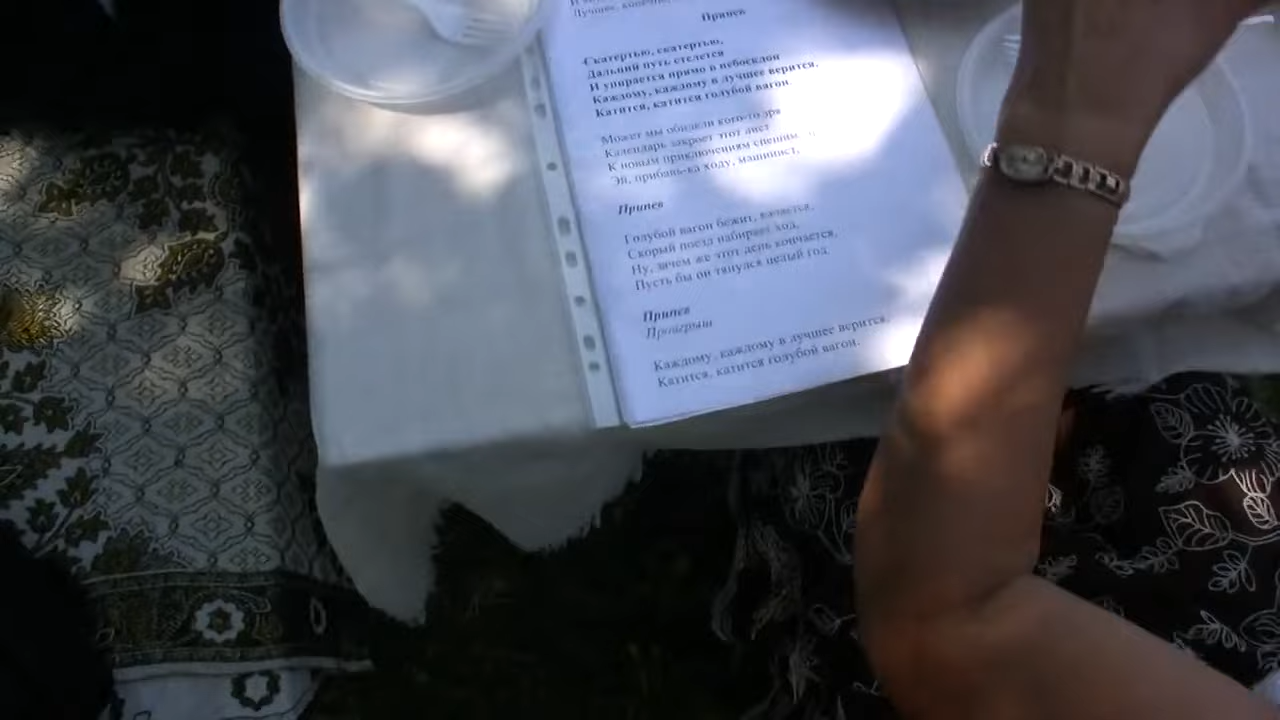 Лучшее, конечно,
Припев
Скатертью, скатертью,
Дальний путь стелется
И упирается прямо в небосклон
Каждому, каждому в лучшее верится.
Катится, катится голубой вагон.
Может мы обидели кого-то зря
Календарь закроет этот лист
К новым приключениям спешим
Эй, прибавь-ка ходу, машинист.
Припев
Голубой вагон бежит, качается,
Скорый поезд набирает ход,
Ну, зачем же этот день кончается,
Пусть бы он тянулся целый год.
Припев
Проигрыш
Каждому, каждому в лучшее верится.
Катится, катится голубой вагон.